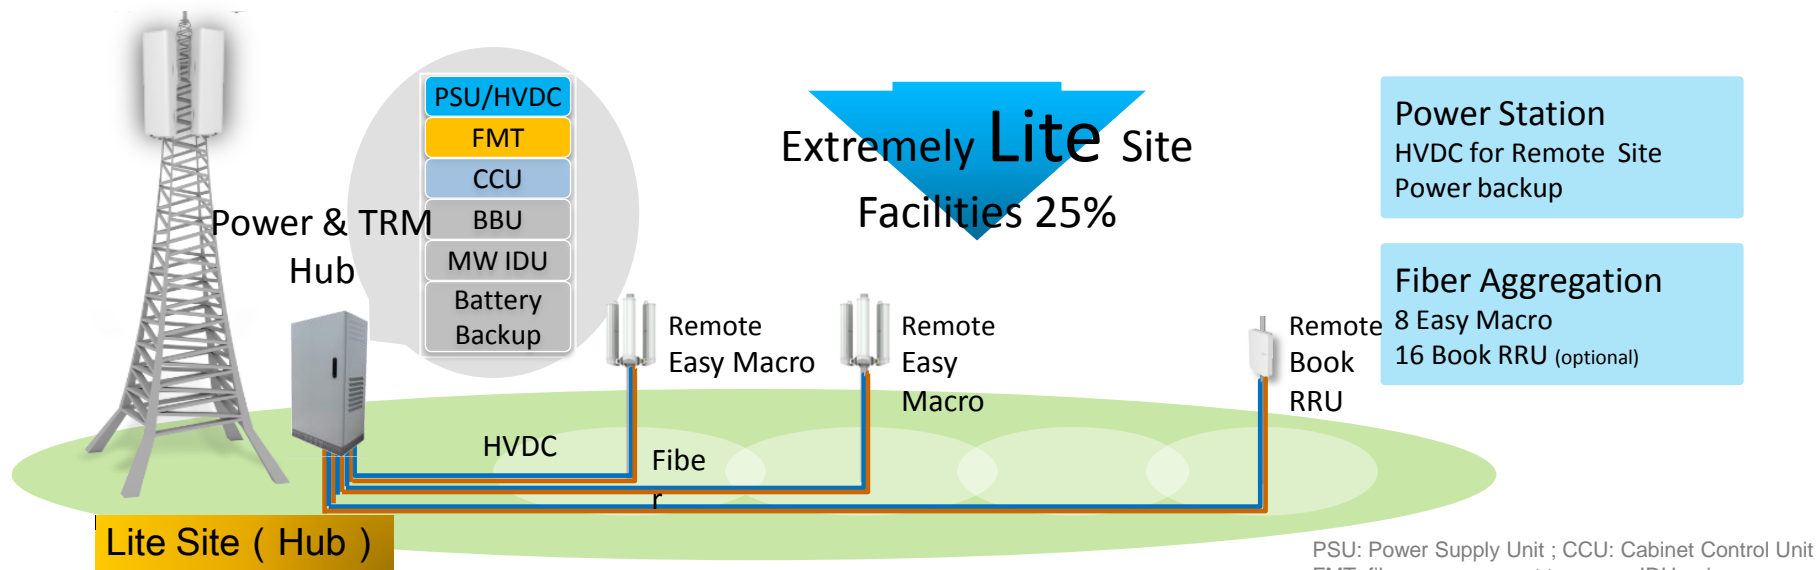 PSU/HVDC
FMT
CCU
BBU
MW IDU
Battery
Backup
Power & TRM
Hub
Extremely Lite Site
Facilities 25%
Power Station
HVDC for Remote Site
Power backup
Fiber Aggregation
8 Easy Macro
16 Book RRU (optional)
Remote
Easy Macro
Remote
Easy
Macro
Remote
Book
RRU
HVDC
Fibe
r
Lite Site ( Hub )
PSU: Power Supply Unit ; CCU: Cabinet Control Unit